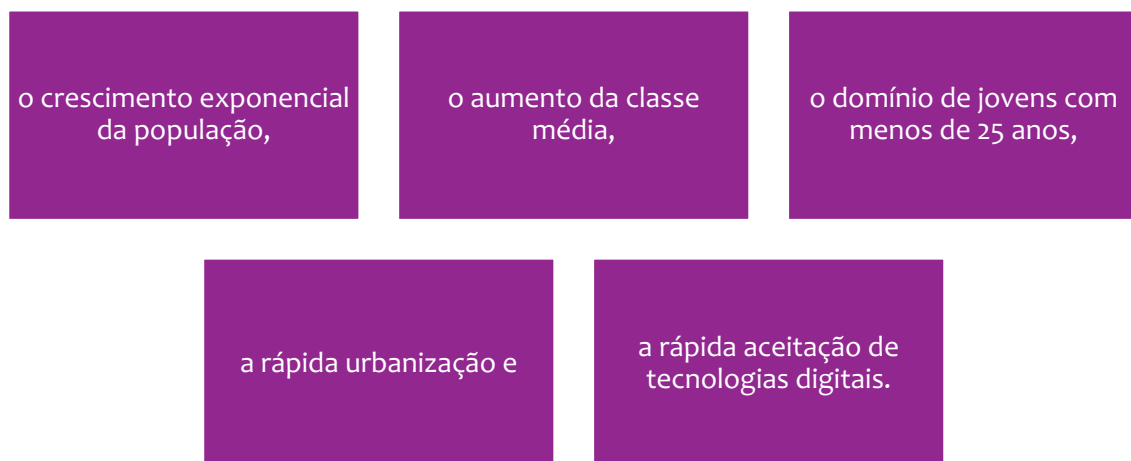 o crescimento exponencial
da população,
o aumento da classe
média,
o domínio de jovens com
menos de 25 anos,
a rápida urbanização e
a rápida aceitação de
tecnologias digitais.